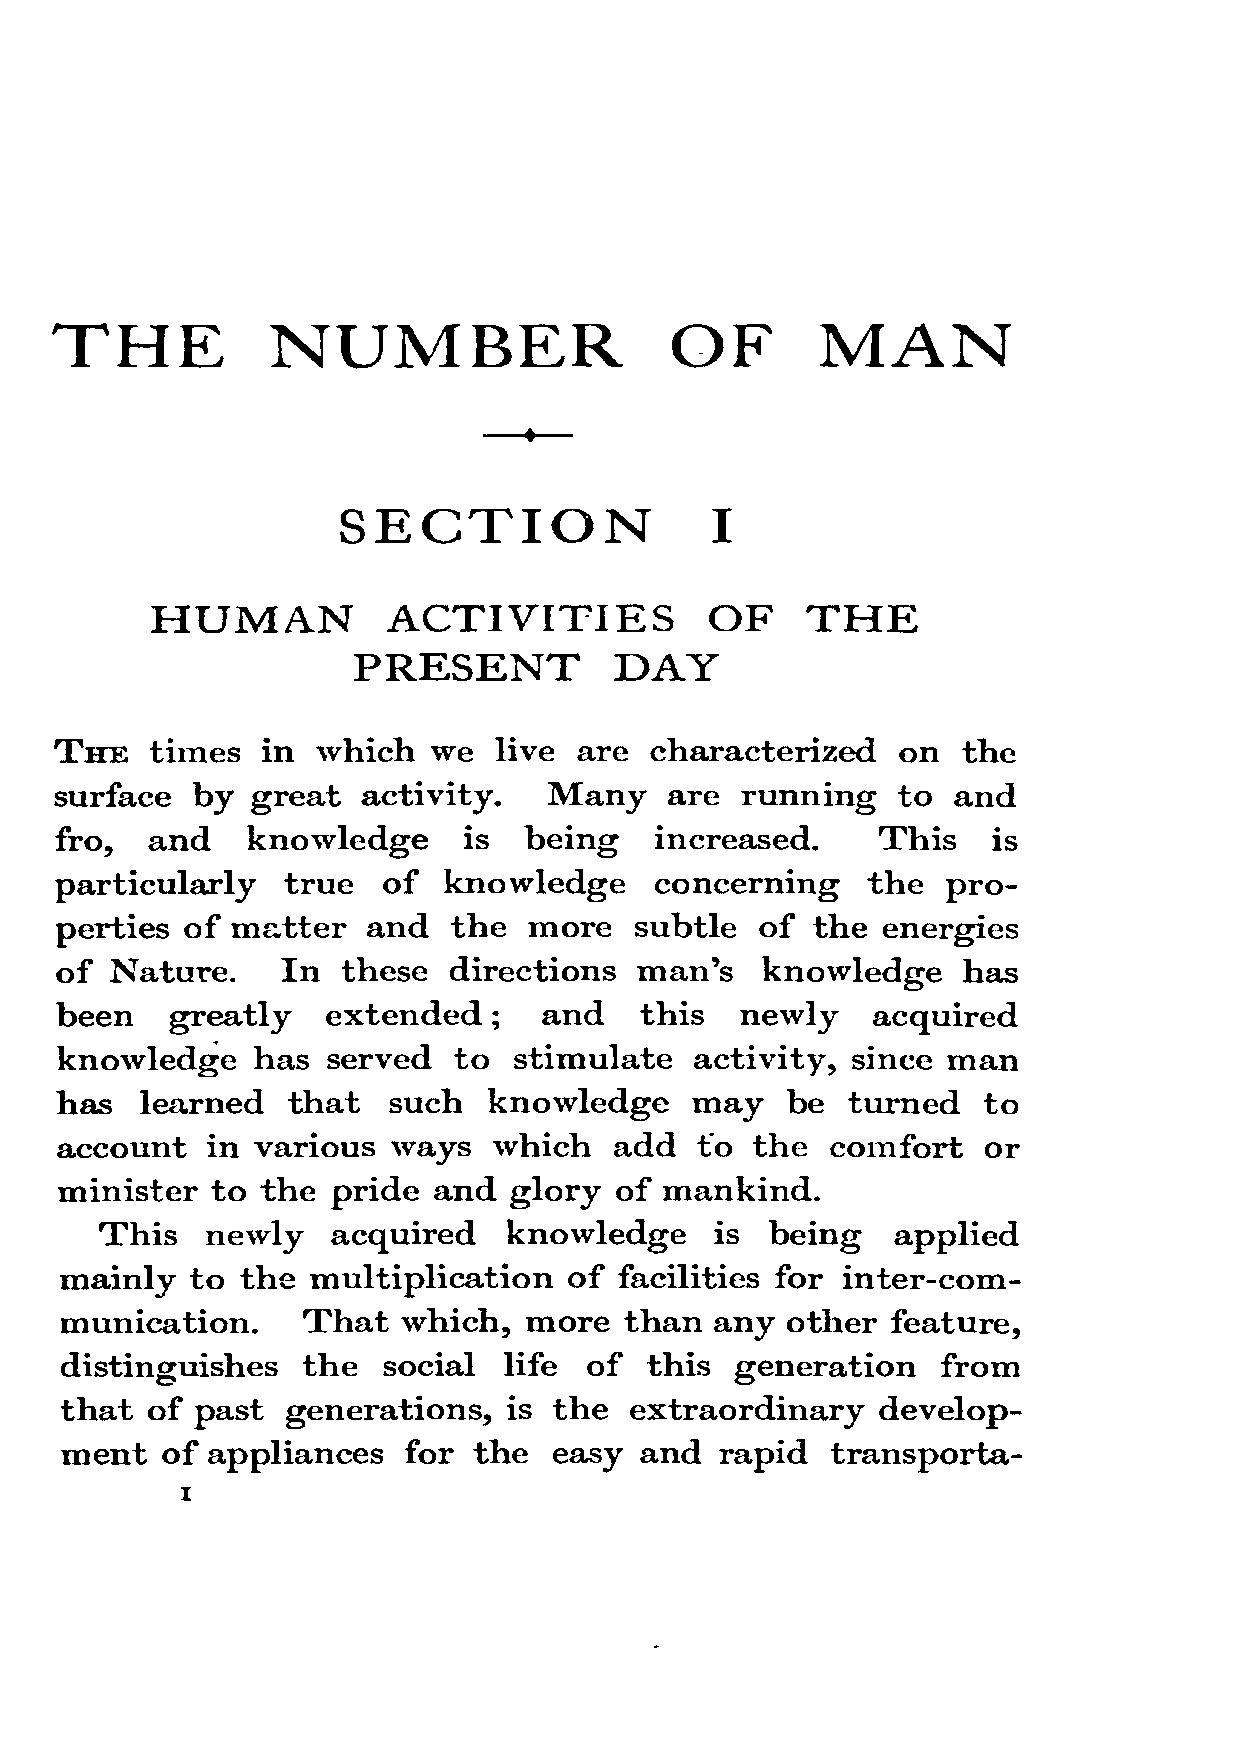 THE NUMBER OF MAN
SECTION I
HUMAN ACTIVITIES OF THE
PRESENT DAY
THE times in which we live are characterized on the
surface by great activity. Many are running to and
fro, and knowledge is being increased. This is
particularly true of knowledge concerning the pro-
perties of matter and the more subtle of the energies
of Nature. In these directions man's knowledge has
been greatly extended; and this newly acquired
knowledge has served to stimulate activity, since man
has learned that such knowledge may be turned to
account in various ways which add to the comfort or
minister to the pride and glory of mankind.
This newly acquired knowledge is being applied
mainly to the multiplication of facilities for inter-com-
munication. That which, more than any other feature,
distinguishes the social life of this generation from
that of past generations, is the extraordinary develop-
ment of appliances for the easy and rapid transporta-
I